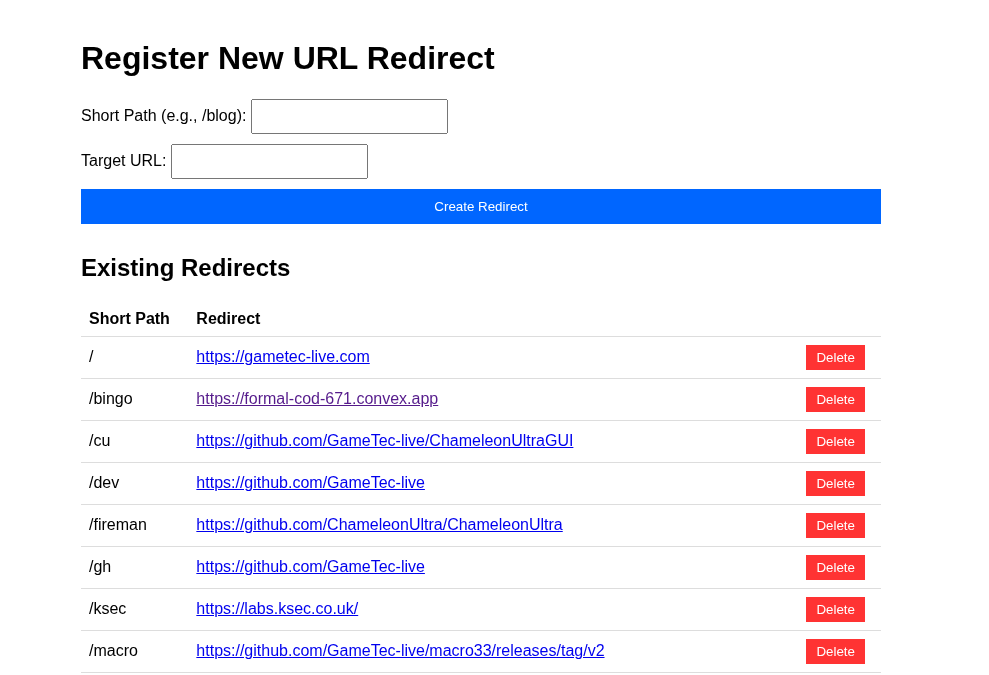 Register New URL Redirect
Short Path (e.g., /blog):
Target URL:
Create Redirect
Existing Redirects
Short Path Redirect
/ https://gametec-live.com Delete
/bingo https://formal-cod-671.convex.app Delete
/cu https://github.com/GameTec-live/ChameleonUltraGUI Delete
/dev https://github.com/GameTec-live Delete
/fireman https://github.com/ChameleonUltra/ChameleonUltra Delete
/gh https://github.com/GameTec-live Delete
/ksec https://labs.ksec.co.uk/ Delete
/macro https://github.com/GameTec-live/macro33/releases/tag/v2 Delete